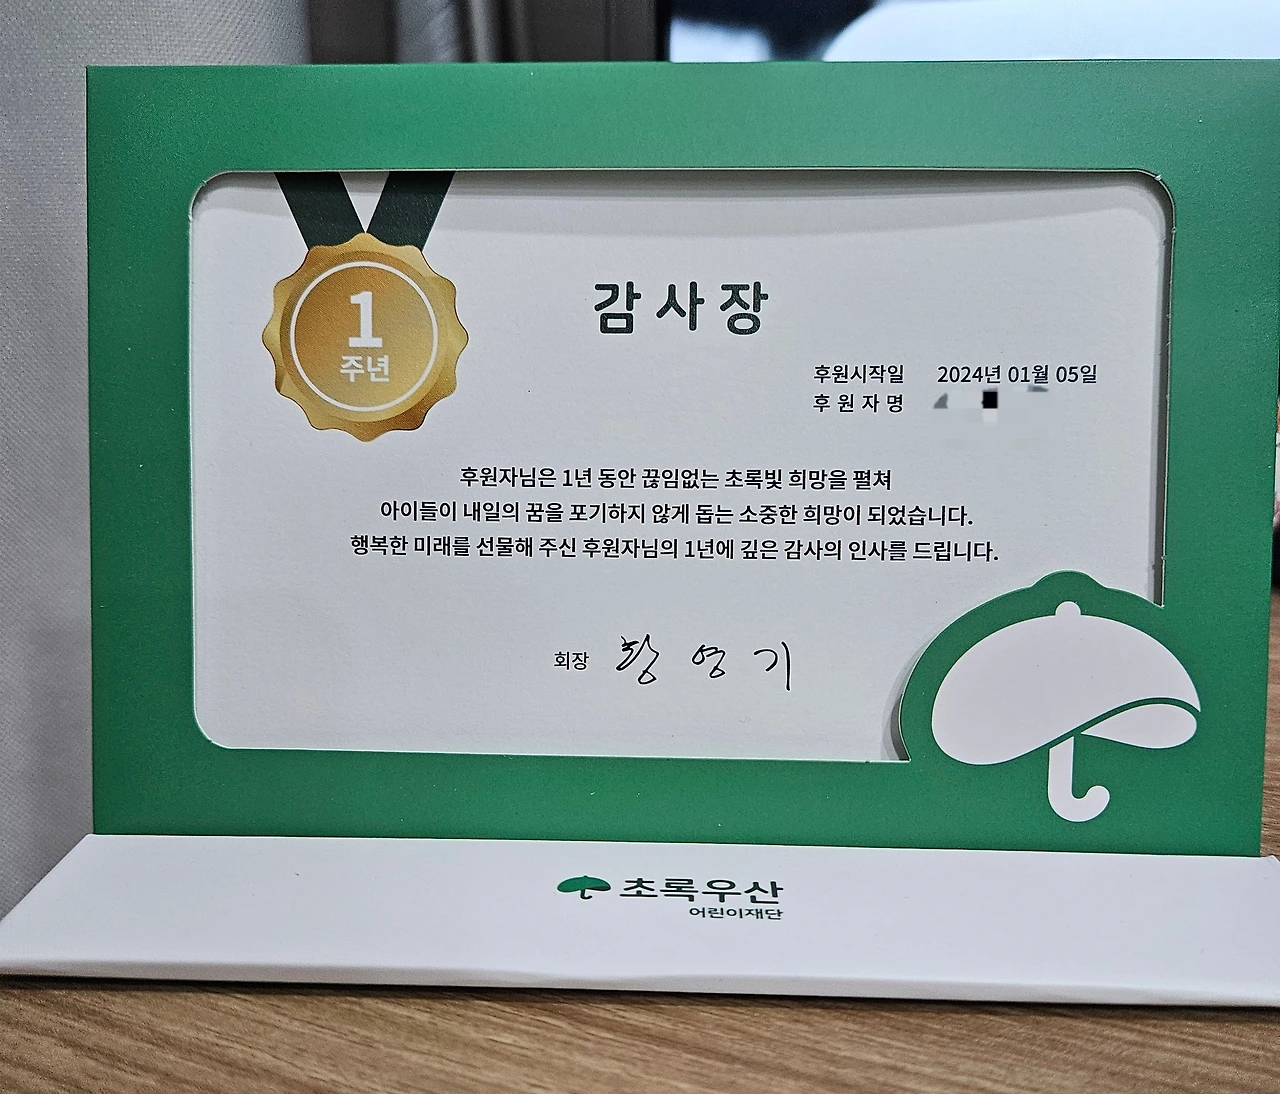 1
주년
감사장
후원시작일 2024년 01월 05일
후원자명
후원자님은 1년 동안 끊임없는 초록빛 희망을 펼쳐
아이들이 내일의 꿈을 포기하지 않게 돕는 소중한 희망이 되었습니다.
행복한 미래를 선물해 주신 후원자님의 1년에 깊은 감사의 인사를 드립니다.
회장 황영기
초록우산
어린이재단